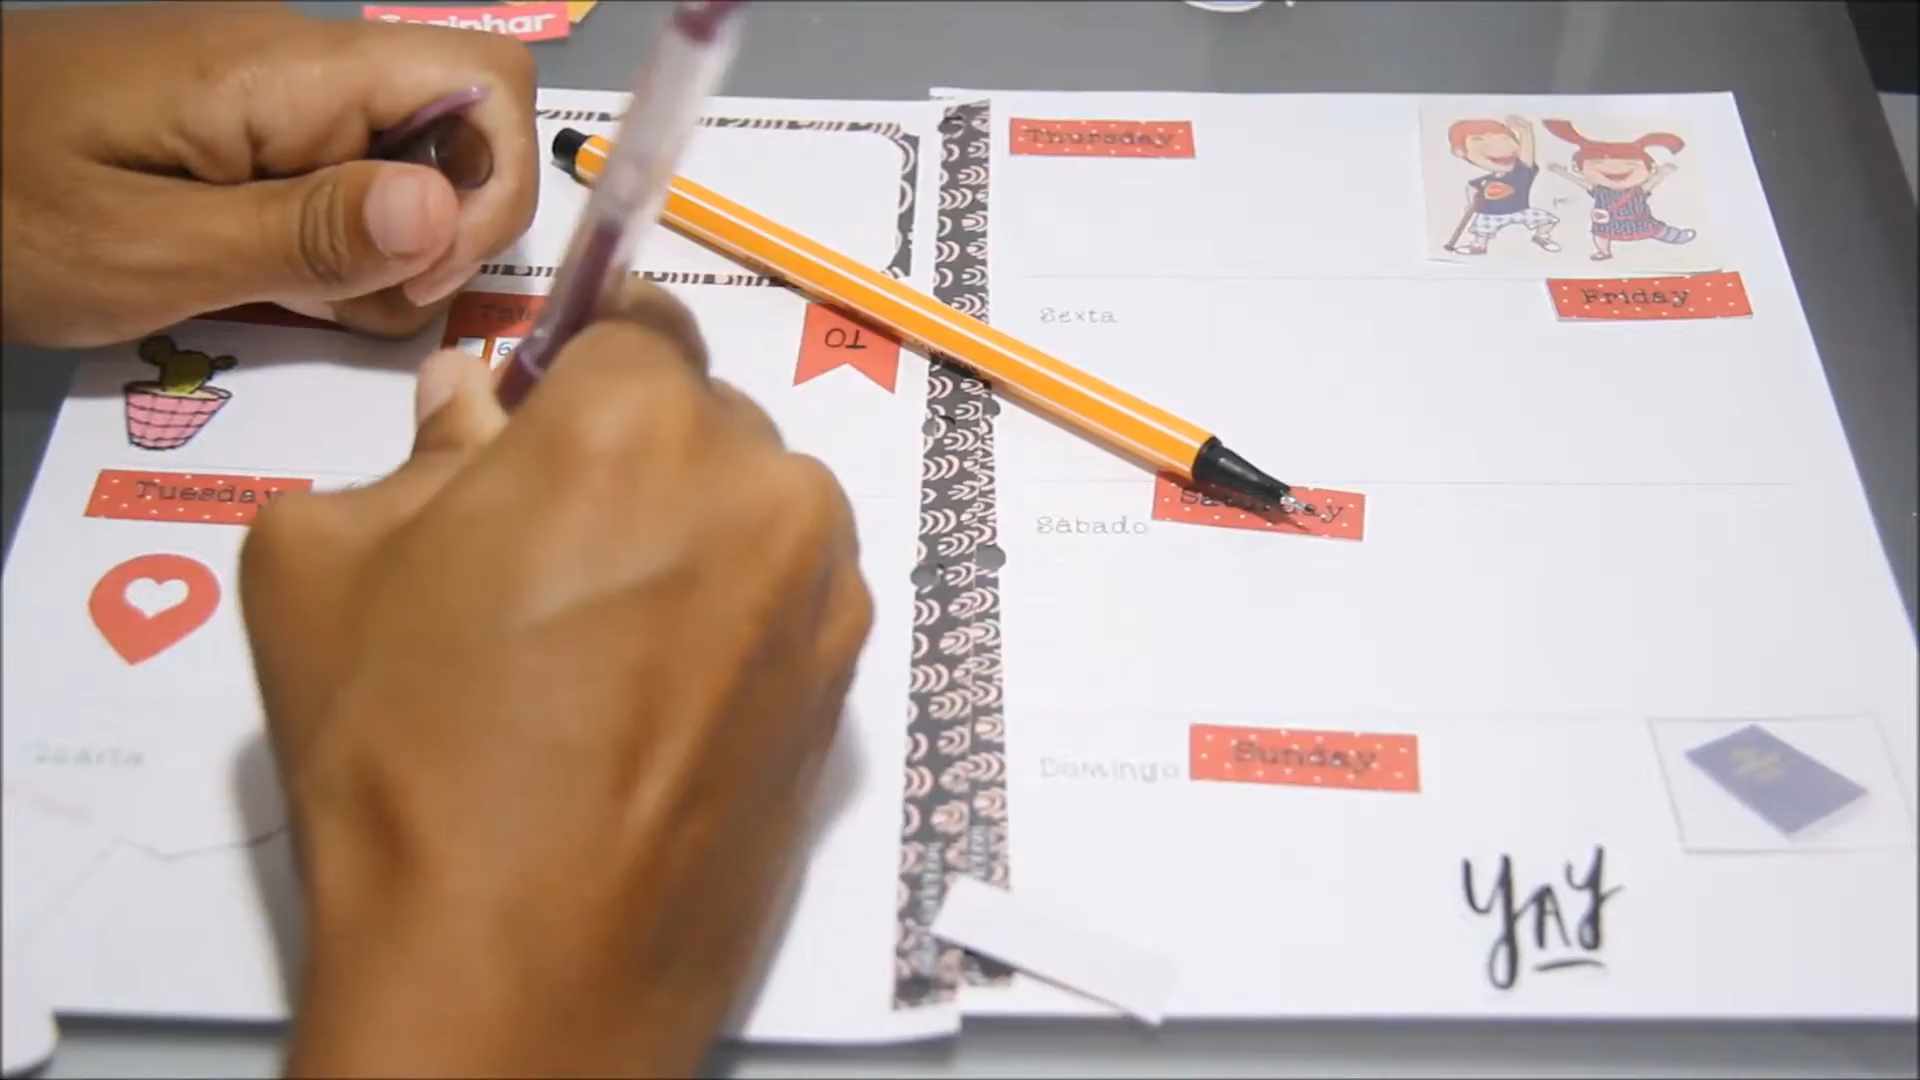 Thursday
Friday
Sexta
TO
Tuesday
Saturday
Sábado
Quarta
Sunday
Domingo
YAY